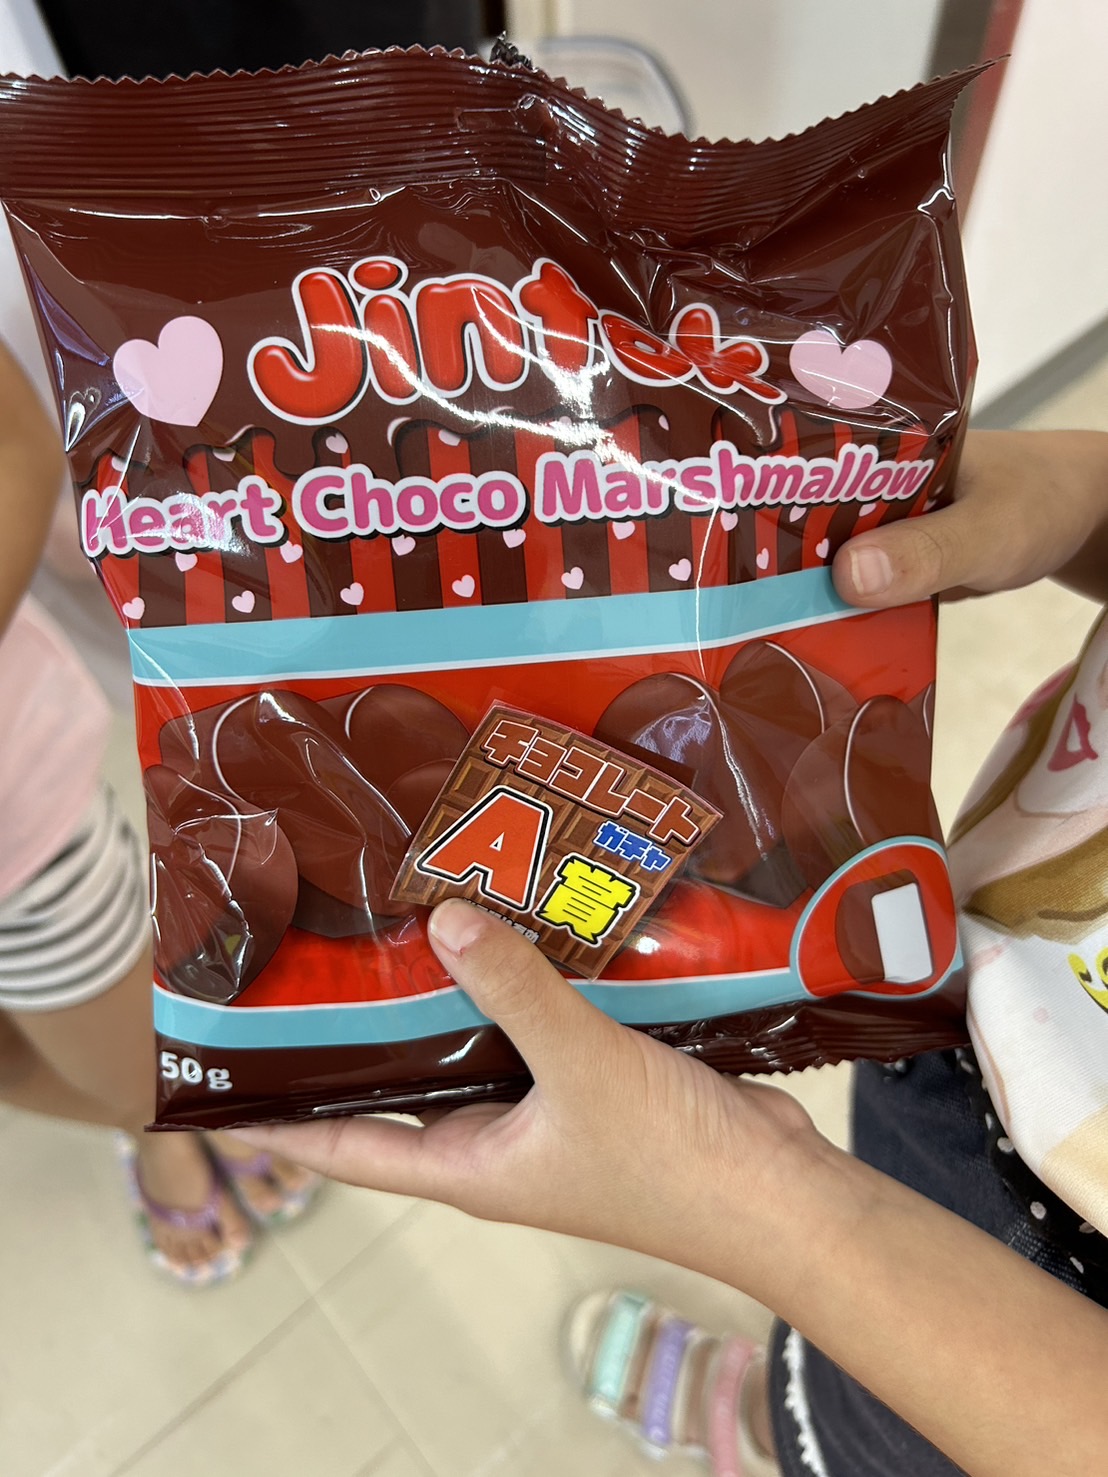 Jintok
Heart Choco Marshmallow
チョコレート
ガチャ
A賞
50g